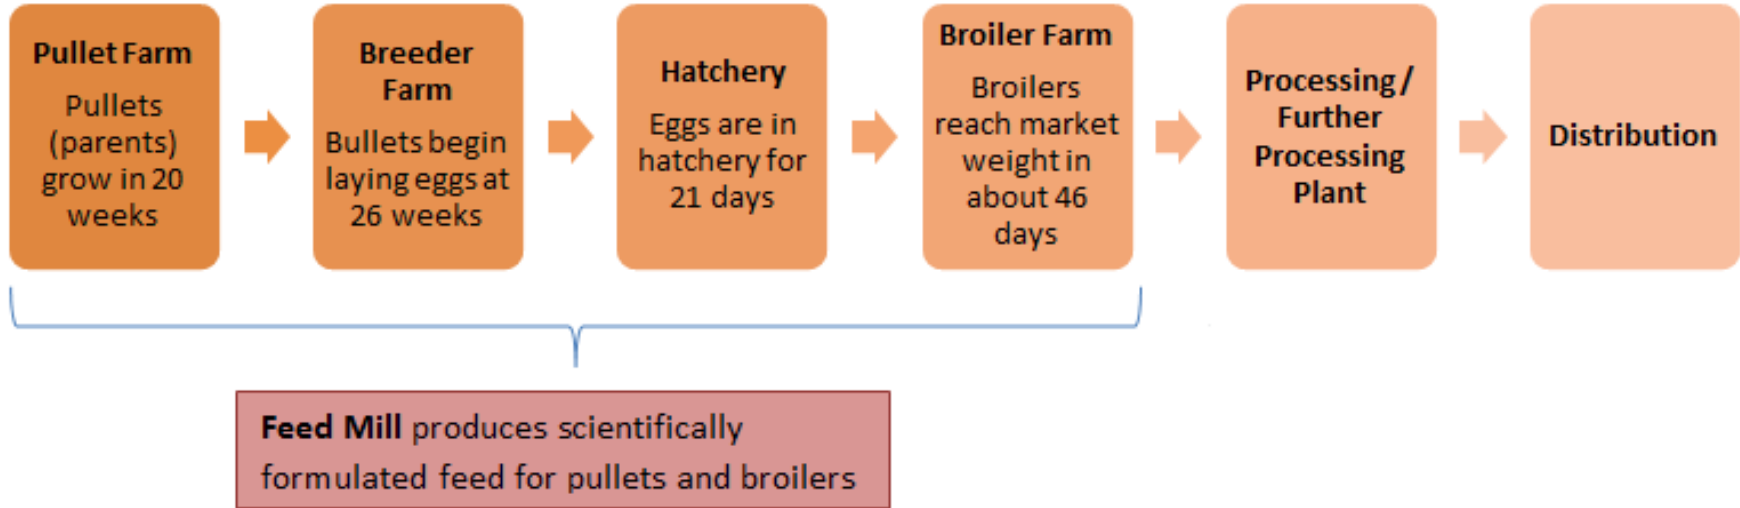 Pullet Farm
Pullets
(parents)
grow in 20
weeks
Breeder
Farm
Bullets begin
laying eggs at
26 weeks
Hatchery
Eggs are in
hatchery for
21 days
Broiler Farm
Broilers
reach market
weight in
about 46
days
Processing /
Further
Processing
Plant
Distribution
Feed Mill produces scientifically
formulated feed for pullets and broilers